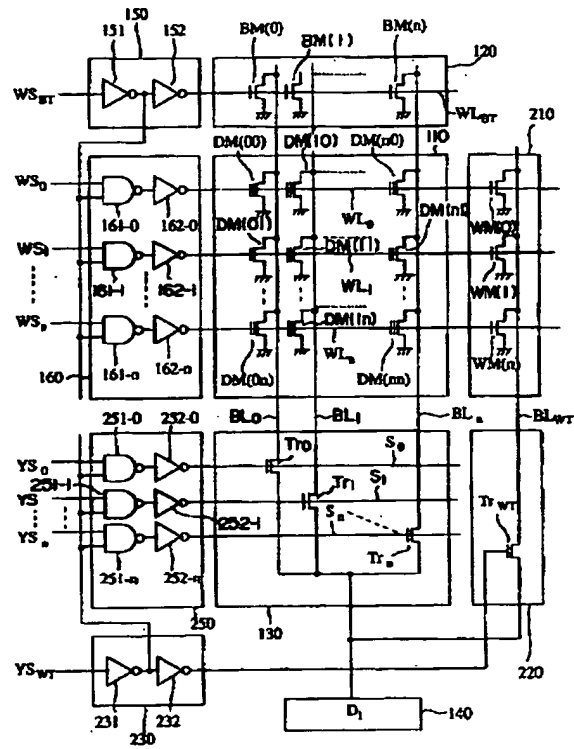 150
151
152
BM(0)
BM(1)
BM(n)
120
WS_BT
WL_BT
DM(00)
DM(10)
DM(n0)
110
210
WS_0
161-0
162-0
WL_0
WM(0)
DM(01)
DM(11)
DM(n1)
WS_1
161-1
162-1
WL_1
WM(1)
WS_n
DM(1n)
WL_n
160
161-n
162-n
DM(0n)
DM(nn)
WM(n)
251-0
252-0
BL_0
BL_1
BL_n
BL_WT
YS_0
Tr_0
S_0
251-1
YS
Tr_1
S_1
252-1
S_n
Tr_WT
YS_n
Tr_n
251-n
252-n
250
130
220
YS_WT
231
232
230
D_1
140